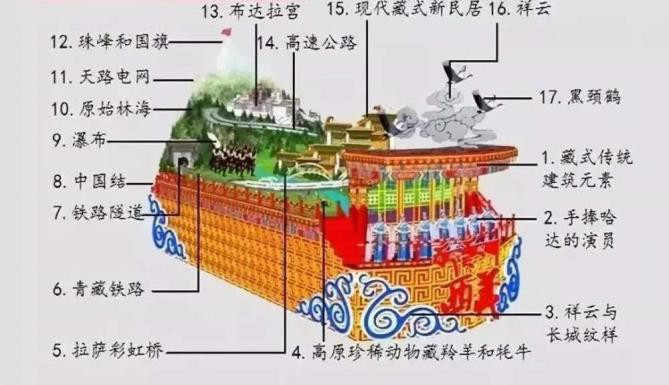 13. 布达拉宫
15. 现代藏式新民居
16. 祥云
12. 珠峰和国旗
14. 高速公路
11. 天路电网
10. 原始林海
17. 黑颈鹤
9. 瀑布
1. 藏式传统
建筑元素
8. 中国结
7. 铁路隧道
2. 手捧哈
达的演员
6. 青藏铁路
西藏
3. 祥云与
长城纹样
5. 拉萨彩虹桥
4. 高原珍稀动物藏羚羊和牦牛